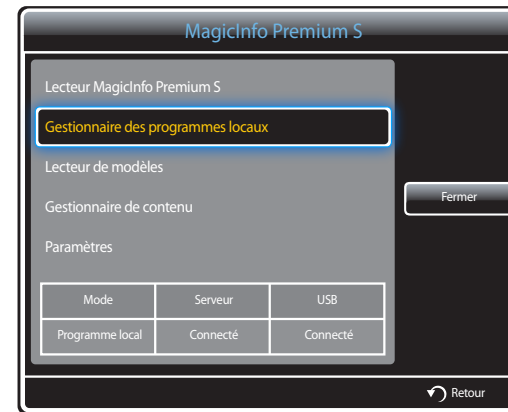 MagicInfo Premium S
Lecteur MagicInfo Premium S
Gestionnaire des programmes locaux
Lecteur de modèles
Gestionnaire de contenu
Fermer
Paramètres
Mode Serveur USB
Programme local Connecté Connecté
Retour